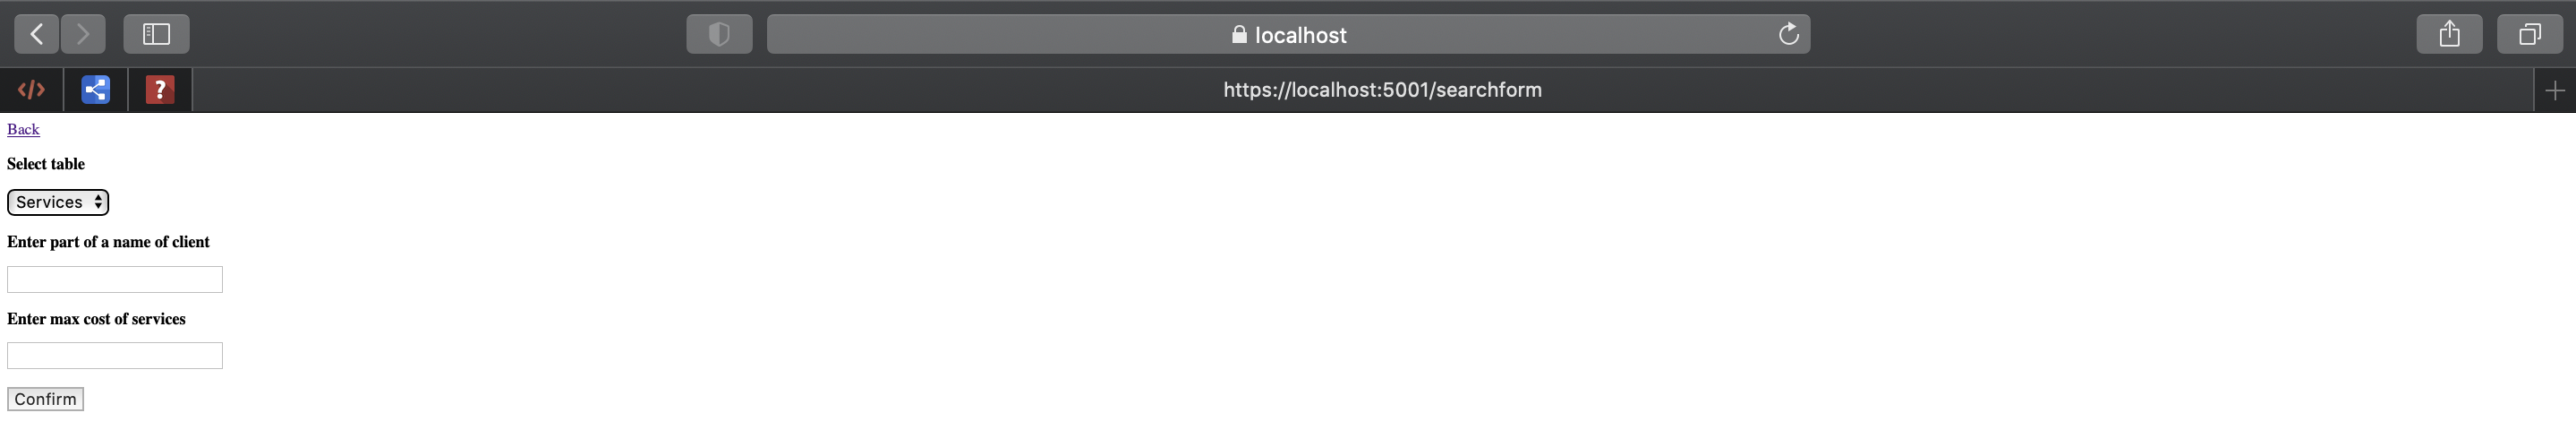 localhost
</>
?
https://localhost:5001/searchform
Back
Select table
Services
Enter part of a name of client
Enter max cost of services
Confirm